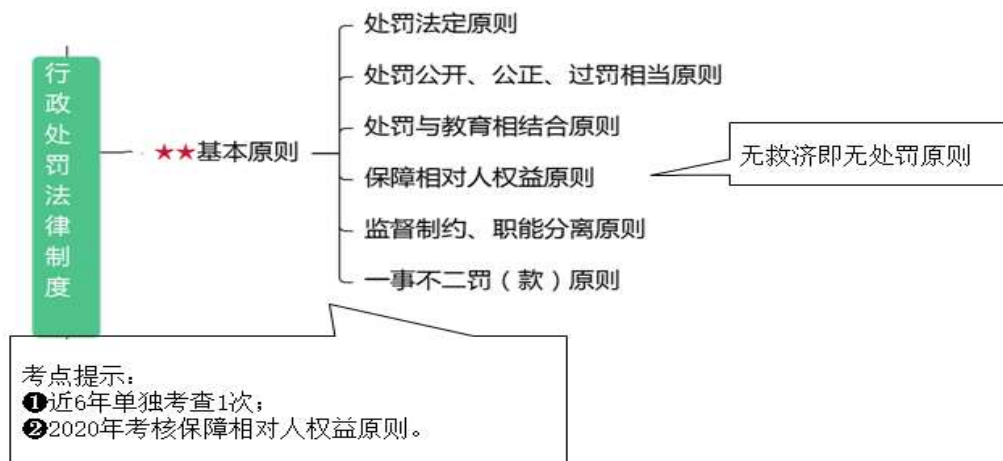 行政处罚法律制度
★★基本原则
处罚法定原则
处罚公开、公正、过罚相当原则
处罚与教育相结合原则
保障相对人权益原则
监督制约、职能分离原则
一事不二罚（款）原则
无救济即无处罚原则
考点提示：
❶近6年单独考查1次；
❷2020年考核保障相对人权益原则。